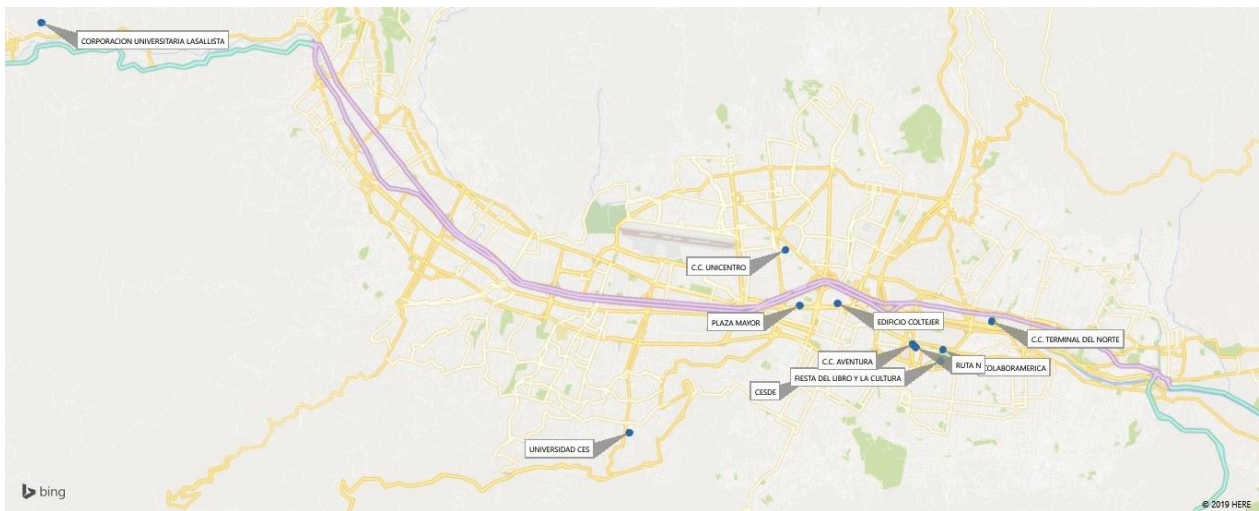 CORPORACION UNIVERSITARIA LASALLISTA
C.C. UNICENTRO
PLAZA MAYOR
EDIFICIO COLTEJER
C.C. TERMINAL DEL NORTE
C.C. AVENTURA
RUTA N
COLABORAMERICA
FIESTA DEL LIBRO Y LA CULTURA
CESDE
UNIVERSIDAD CES
bing
© 2019 HERE